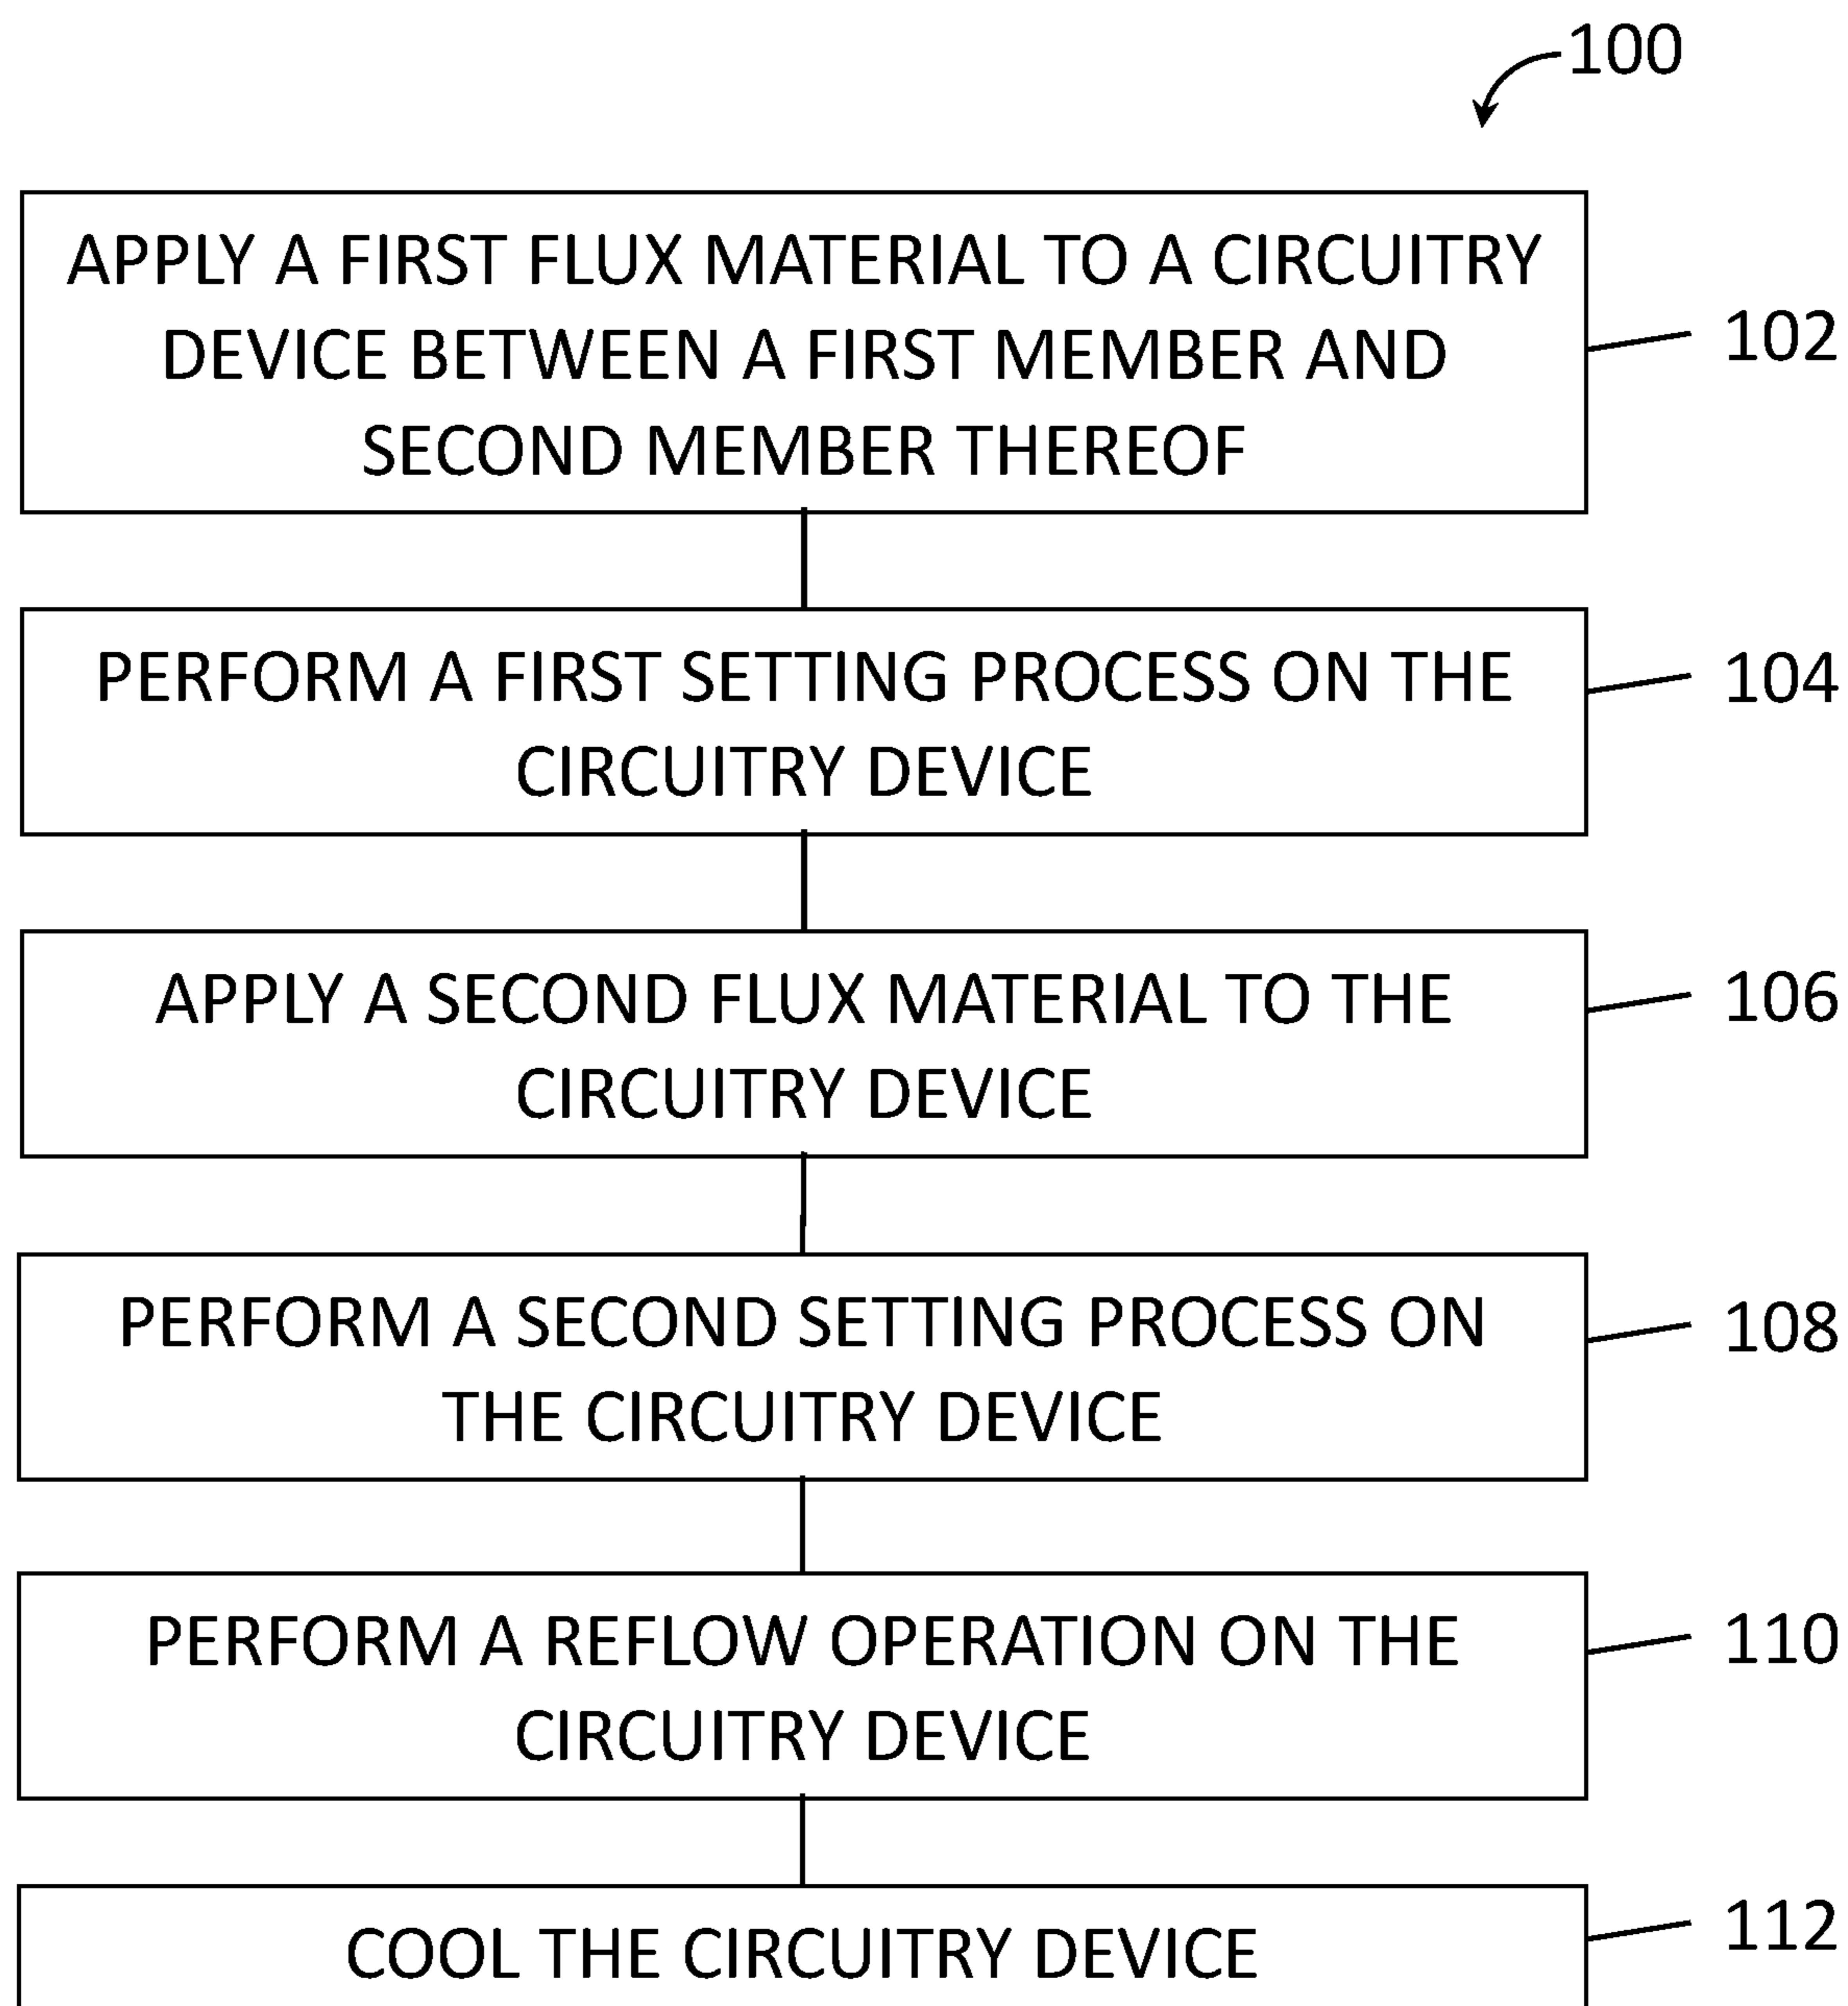 100
APPLY A FIRST FLUX MATERIAL TO A CIRCUITRY
DEVICE BETWEEN A FIRST MEMBER AND
SECOND MEMBER THEREOF
102
PERFORM A FIRST SETTING PROCESS ON THE
CIRCUITRY DEVICE
104
APPLY A SECOND FLUX MATERIAL TO THE
CIRCUITRY DEVICE
106
PERFORM A SECOND SETTING PROCESS ON
THE CIRCUITRY DEVICE
108
PERFORM A REFLOW OPERATION ON THE
CIRCUITRY DEVICE
110
COOL THE CIRCUITRY DEVICE
112